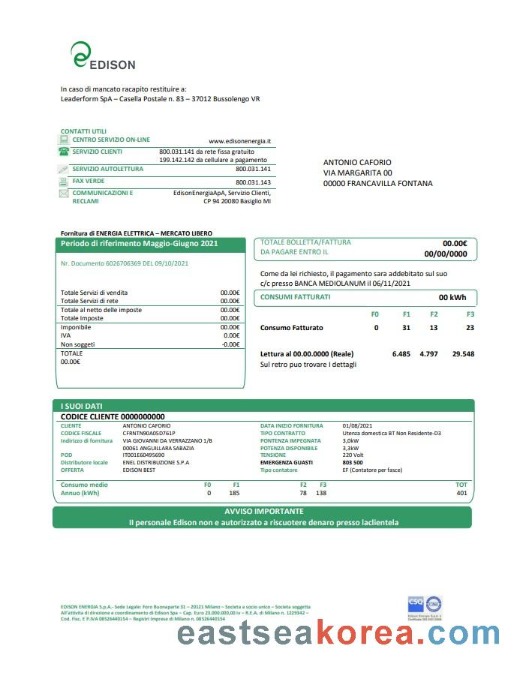 EDISON
In caso di mancato racapito restituire a:
Leaderform SpA – Casella Postale n. 83 – 37012 Bussolengo VR
CONTATTI UTILI
CENTRO SERVIZIO ON-LINE www.edisonenergia.it
SERVIZIO CLIENTI 800.031.141 da rete fissa gratuito
199.142.142 da cellulare a pagamento
SERVIZIO AUTOLETTURA 800.031.141
FAX VERDE 800.031.143
COMUNICAZIONI E RECLAMI EdisonEnergiaApA, Servizio Clienti,
CP 94 20080 Basiglio MI
ANTONIO CAFORIO
VIA MARGARITA 00
00000 FRANCAVILLA FONTANA
Fornitura di ENERGIA ELETTRICA – MERCATO LIBERO
Periodo di riferimento Maggio-Giugno 2021
Nr. Documento 6026706369 DEL 09/10/2021
Totale Servizi di vendita 00.00€
Totale Servizi di rete 00.00€
Totale al netto delle imposte 00.00€
Totale Imposte 00.00€
Imponibile 00.00€
IVA 0.00€
Non soggeti -0.00€
TOTALE
00.00€
TOTALE BOLLETTA/FATTURA 00.00€
DA PAGARE ENTRO IL 00/00/0000
Come da lei richiesto, il pagamento sara addebitato sul suo
c/c presso BANCA MEDIOLANUM il 06/11/2021
CONSUMI FATTURATI 00 kWh
F0 F1 F2 F3
Consumo Fatturato 0 31 13 23
Lettura al 00.00.0000 (Reale) 6.485 4.797 29.548
Sul retro puo trovare i dettagli
I SUOI DATI
CODICE CLIENTE 0000000000
CLIENTE ANTONIO CAFORIO
CODICE FISCALE CFRNTN80A05D761P
Indirizzo di fornitura VIA GIOVANNI DA VERRAZZANO 1/B
00061 ANGUILLARA SABAZIA
POD IT001E60495690
Distributore locale ENEL DISTRIBUZIONE S.P.A
OFFERTA EDISON BEST
DATA INIZIO FORNITURA 01/08/2021
TIPO CONTRATTO Utenza domestica BT Non Residente-D3
PONTENZA IMPEGNATA 3,0kW
POTENZA DISPONIBILE 3,3kW
TENSIONE 220 Volt
EMERGENZA GUASTI 803 500
Tipo contatore EF (Contatore per fasce)
Consumo medio F0 F1 F2 F3 TOT
Annuo (kWh) 0 185 78 138 401
AVVISO IMPORTANTE
Il personale Edison non e autorizzato a riscuotere denaro presso laclientela
EDISON ENERGIA S.p.A.- Sede Legale: Foro Buonaparte 31 – 20121 Milano – Societa a socio unico – Societa soggetta
All'attivita di direzione e coordinamento di Edison Spa – Cap. Euro 23.000.000,00 iv – R.E.A. di Milano n. 1229342 –
Cod. Fisc. E P.IVA 08526440154 – Registri Imprese di Milano n. 08526440154
eastseakorea.com